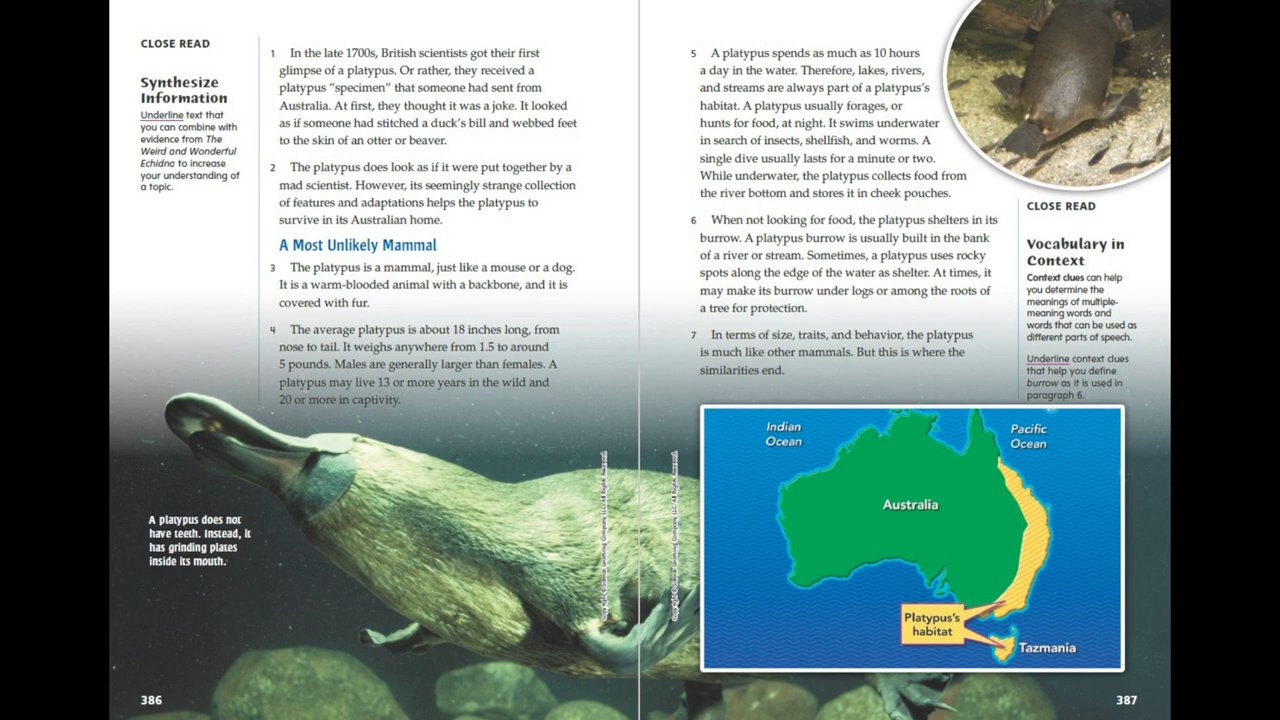 CLOSE READ
Synthesize
Information
Underline text that
you can combine with
evidence from The
Weird and Wonderful
Echidna to increase
your understanding of
a topic.
1 In the late 1700s, British scientists got their first
glimpse of a platypus. Or rather, they received a
platypus “specimen” that someone had sent from
Australia. At first, they thought it was a joke. It looked
as if someone had stitched a duck’s bill and webbed feet
to the skin of an otter or beaver.
2 The platypus does look as if it were put together by a
mad scientist. However, its seemingly strange collection
of features and adaptations helps the platypus to
survive in its Australian home.
A Most Unlikely Mammal
3 The platypus is a mammal, just like a mouse or a dog.
It is a warm-blooded animal with a backbone, and it is
covered with fur.
4 The average platypus is about 18 inches long, from
nose to tail. It weighs anywhere from 1.5 to around
5 pounds. Males are generally larger than females. A
platypus may live 13 or more years in the wild and
20 or more in captivity.
A platypus does not
have teeth. Instead, it
has grinding plates
inside its mouth.
Copyright © Savvas Learning Company LLC. All Rights Reserved.
386
5 A platypus spends as much as 10 hours
a day in the water. Therefore, lakes, rivers,
and streams are always part of a platypus’s
habitat. A platypus usually forages, or
hunts for food, at night. It swims underwater
in search of insects, shellfish, and worms. A
single dive usually lasts for a minute or two.
While underwater, the platypus collects food from
the river bottom and stores it in cheek pouches.
6 When not looking for food, the platypus shelters in its
burrow. A platypus burrow is usually built in the bank
of a river or stream. Sometimes, a platypus uses rocky
spots along the edge of the water as shelter. At times, it
may make its burrow under logs or among the roots of
a tree for protection.
7 In terms of size, traits, and behavior, the platypus
is much like other mammals. But this is where the
similarities end.
CLOSE READ
Vocabulary in
Context
Context clues can help
you determine the
meanings of multiple-
meaning words and
words that can be used as
different parts of speech.
Underline context clues
that help you define
burrow as it is used in
paragraph 6.
Copyright © Savvas Learning Company LLC. All Rights Reserved.
Indian
Ocean
Pacific
Ocean
Australia
Platypus’s
habitat
Tazmania
387